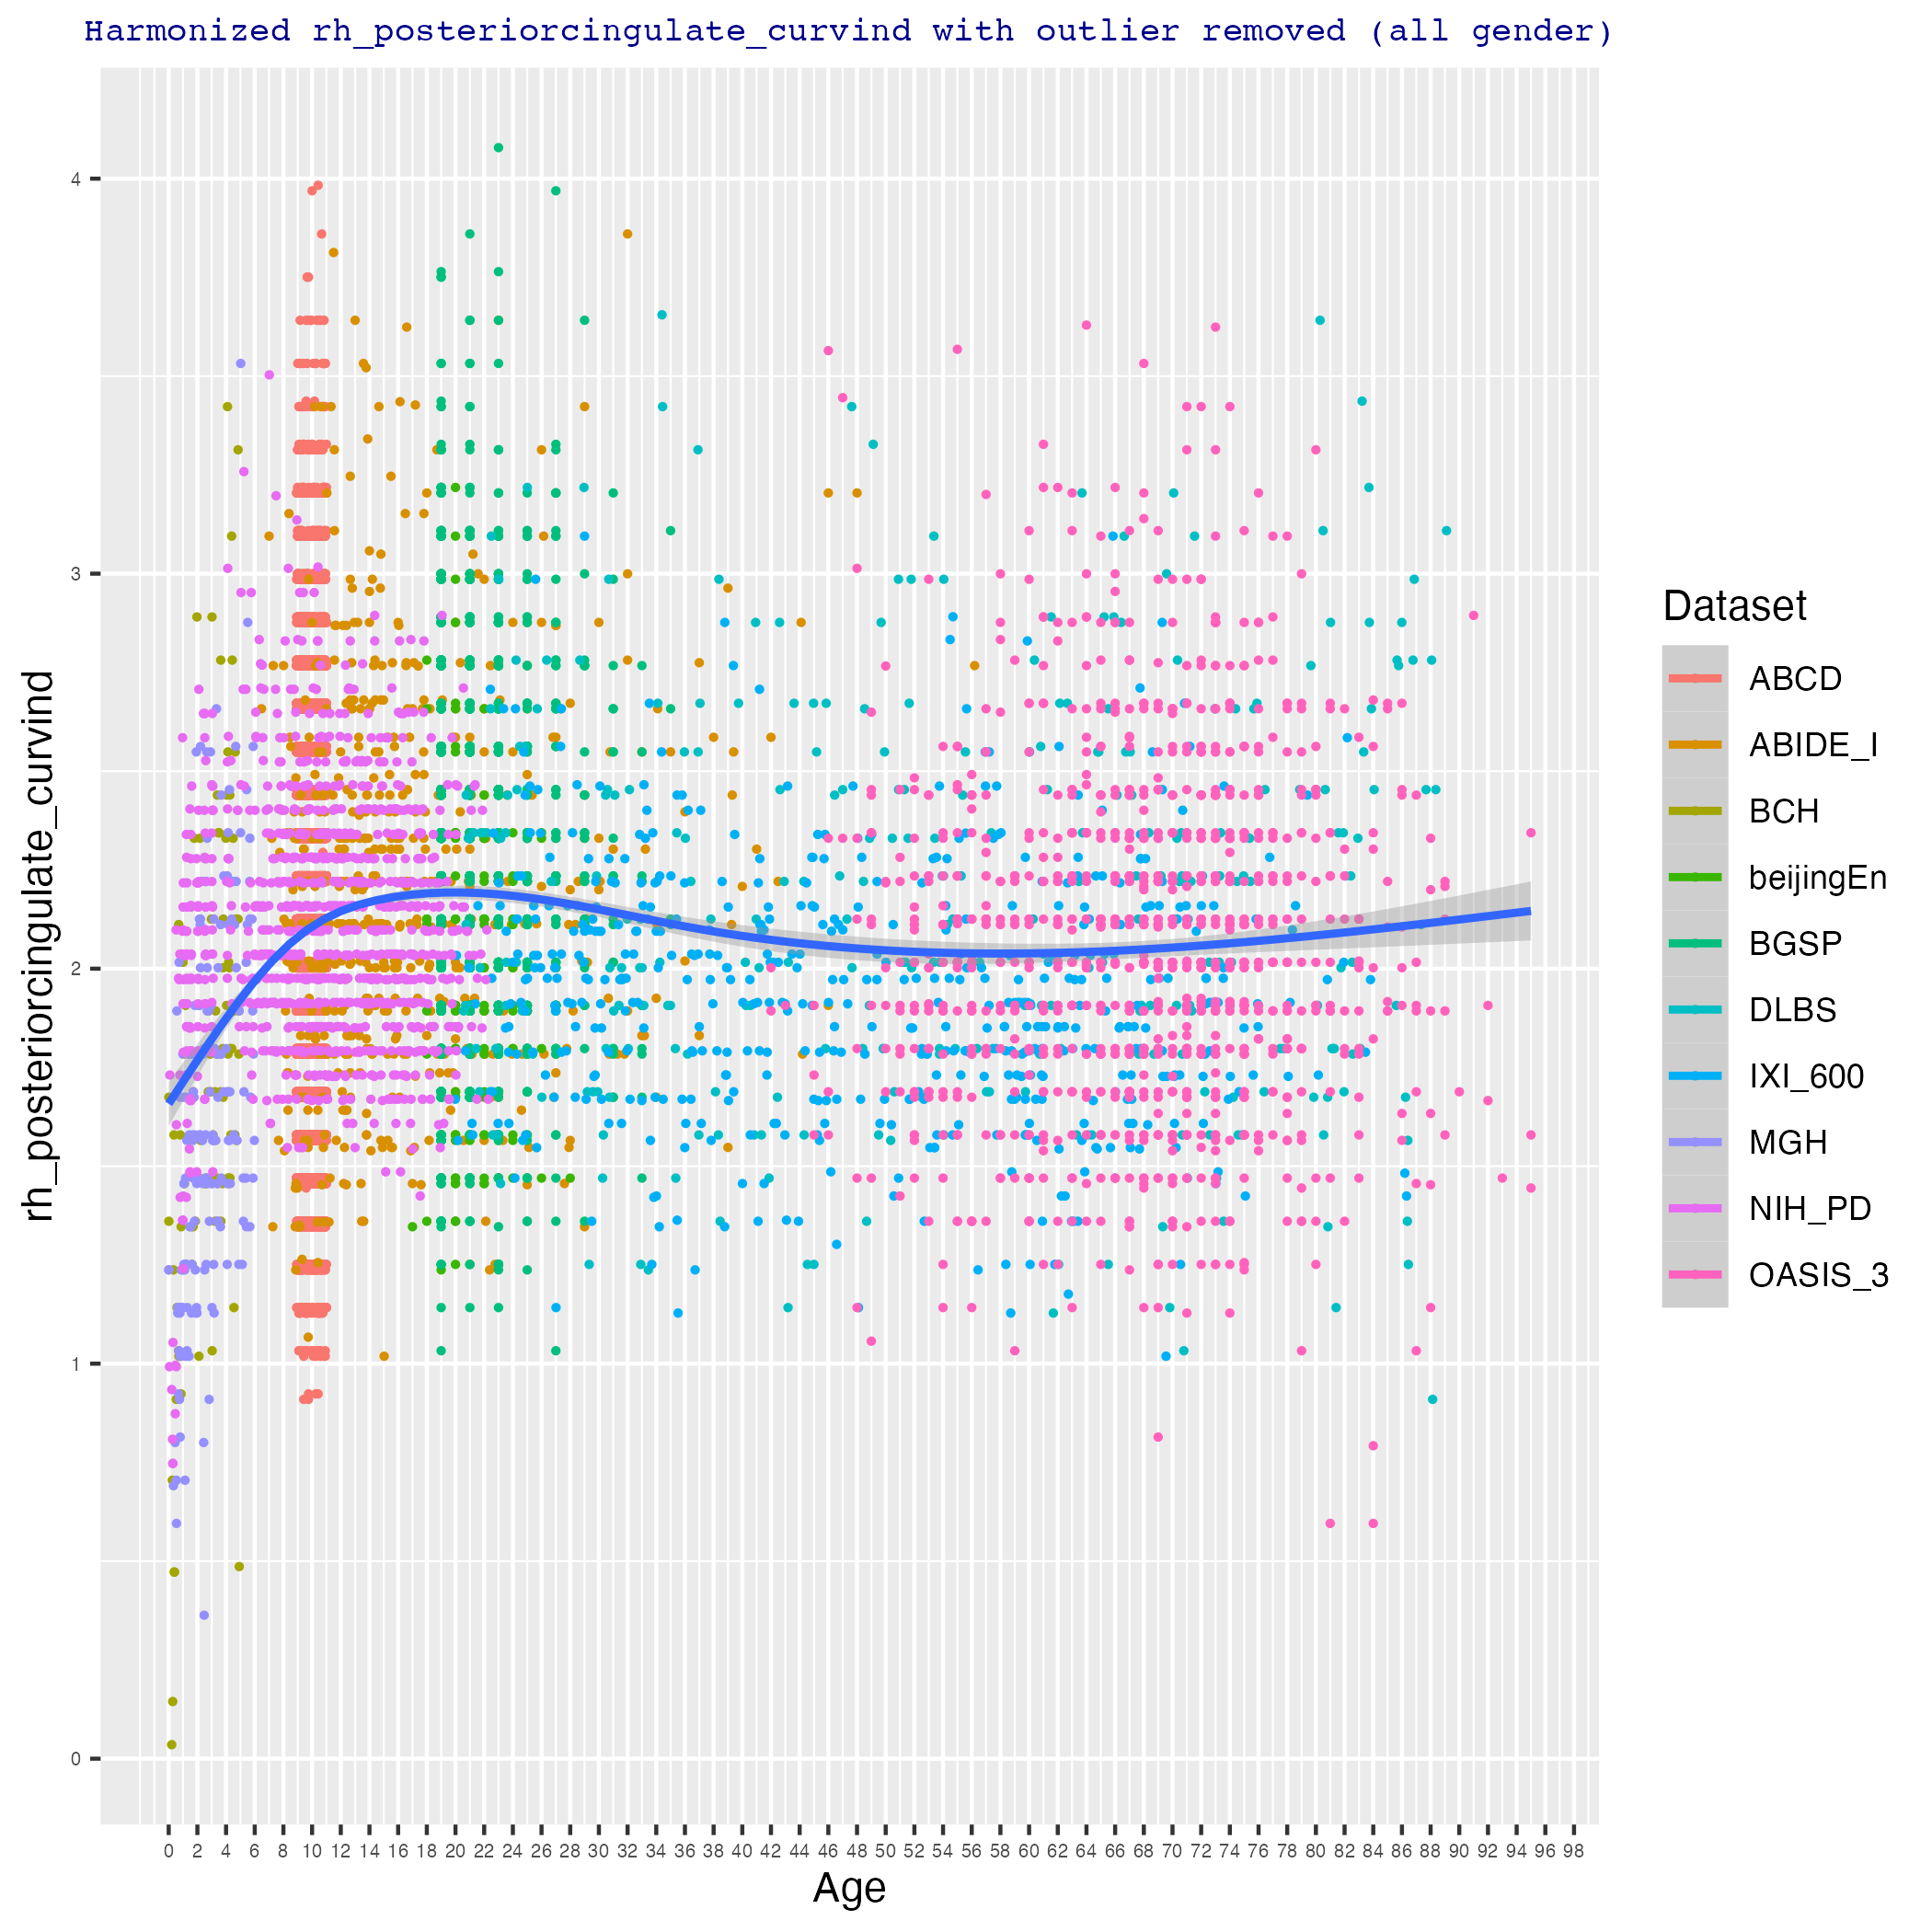 Harmonized rh_posteriorcingulate_curvind with outlier removed (all gender)
rh_posteriorcingulate_curvind
4
3
2
1
0
0 2 4 6 8 10 12 14 16 18 20 22 24 26 28 30 32 34 36 38 40 42 44 46 48 50 52 54 56 58 60 62 64 66 68 70 72 74 76 78 80 82 84 86 88 90 92 94 96 98
Age
Dataset
ABCD
ABIDE_I
BCH
beijingEn
BGSP
DLBS
IXI_600
MGH
NIH_PD
OASIS_3